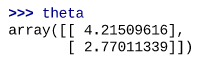 >>> theta
array([[ 4.21509616],
       [ 2.77011339]])